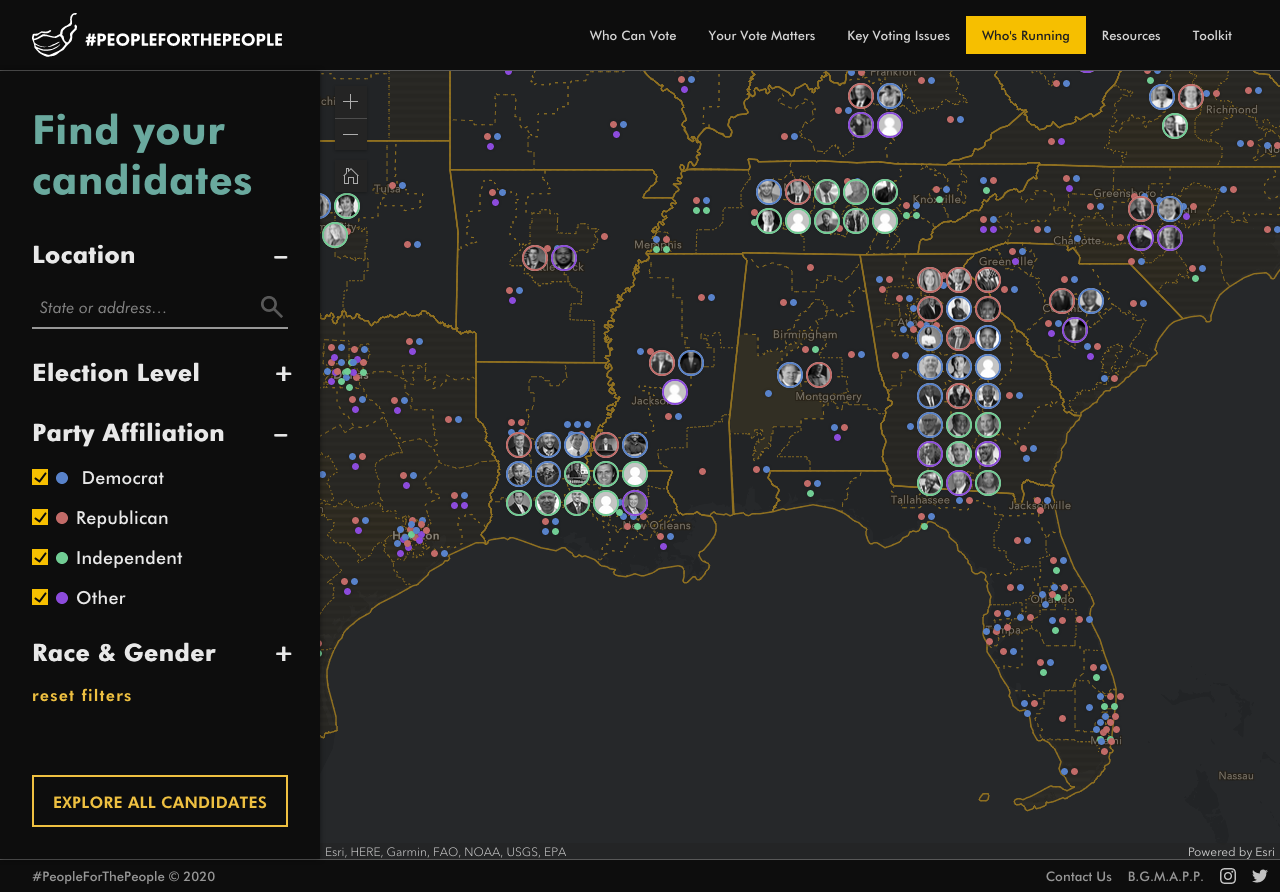 #PEOPLEFORTHEPEOPLE
Who Can Vote
Your Vote Matters
Key Voting Issues
Who's Running
Resources
Toolkit
Find your
candidates
Location
–
State or address...
Election Level
+
Party Affiliation
–
Democrat
Republican
Independent
Other
Race & Gender
+
reset filters
EXPLORE ALL CANDIDATES
+
–
Frankfort
Richmond
Tulsa
Knoxville
Greensboro
Memphis
Charlotte
Greenville
Birmingham
Jackson
Montgomery
Tallahassee
Jacksonville
New Orleans
Houston
Orlando
Tampa
Miami
Nassau
Esri, HERE, Garmin, FAO, NOAA, USGS, EPA
Powered by Esri
#PeopleForThePeople © 2020
Contact Us
B.G.M.A.P.P.